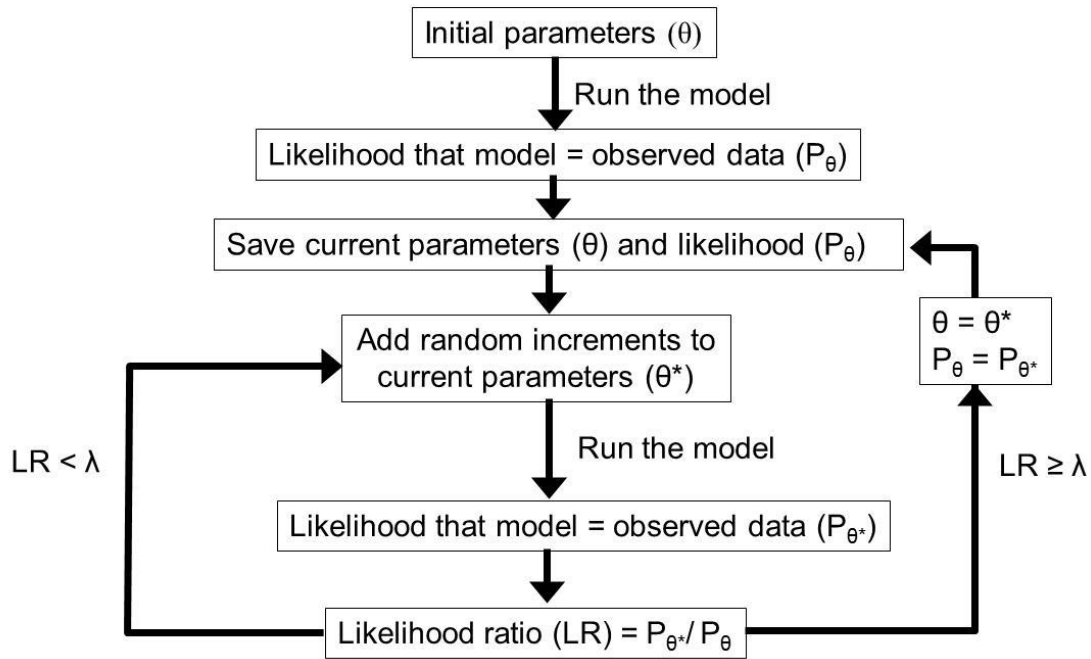 Initial parameters (θ)
Run the model
Likelihood that model = observed data (Pθ)
Save current parameters (θ) and likelihood (Pθ)
θ = θ*
Pθ = Pθ*
Add random increments to
current parameters (θ*)
Run the model
LR < λ
LR ≥ λ
Likelihood that model = observed data (Pθ*)
Likelihood ratio (LR) = Pθ*/ Pθ